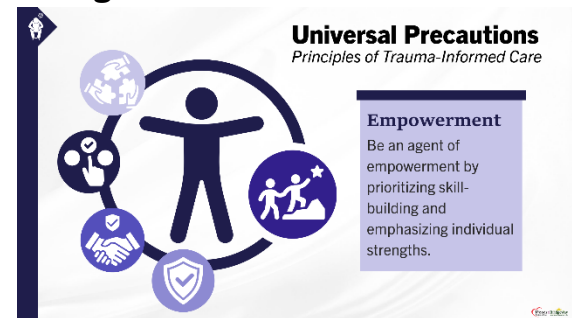 Universal Precautions
Principles of Trauma-Informed Care
Empowerment
Be an agent of
empowerment by
prioritizing skill-
building and
emphasizing individual
strengths.